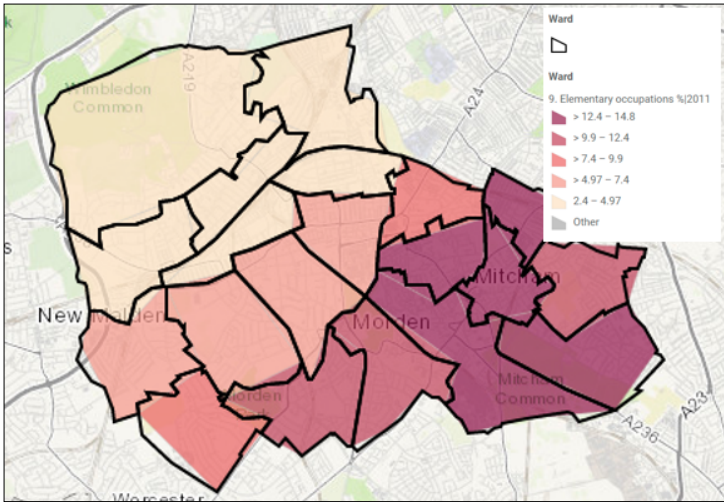 k
Wimbledon
Common
A219
A24
Ward
Ward
9. Elementary occupations %|2011
> 12.4 – 14.8
> 9.9 – 12.4
> 7.4 – 9.9
> 4.97 – 7.4
2.4 – 4.97
Other
s
Mitcham
New Malden
Morden
Mitcham
Common
Morden
A23
A236
Worcester